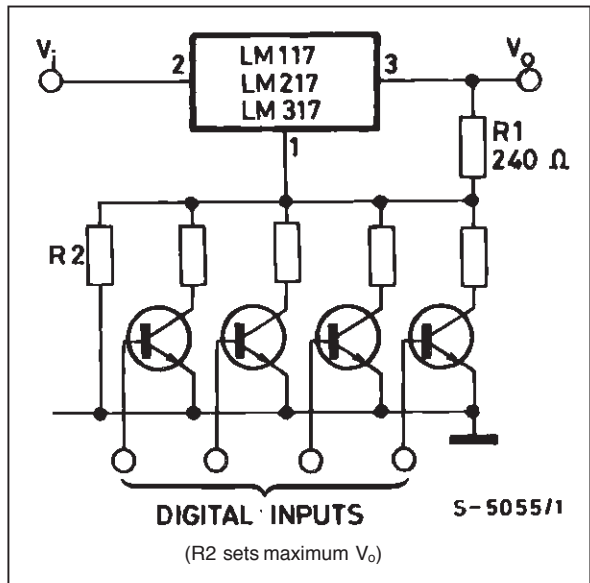 Vi
2
LM117
LM217
LM317
3
Vo
1
R1
240 Ω
R2
DIGITAL INPUTS
S-5055/1
(R2 sets maximum Vo)